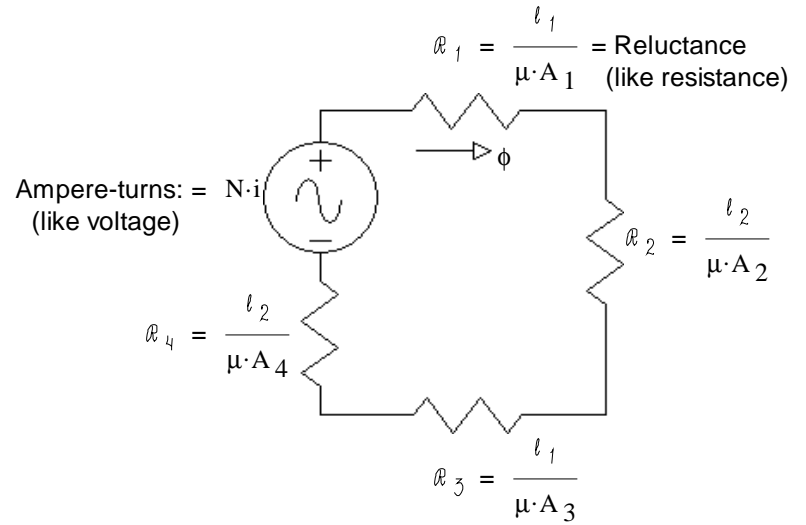 ℛ 1 = ℓ 1 / μ·A 1 = Reluctance
(like resistance)
+
ϕ
Ampere-turns: = N·i
(like voltage)
−
ℛ 2 = ℓ 2 / μ·A 2
ℛ 4 = ℓ 2 / μ·A 4
ℛ 3 = ℓ 1 / μ·A 3